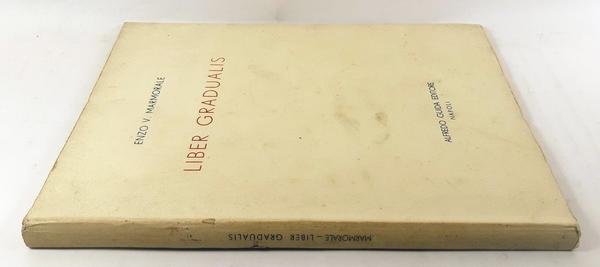 ENZO V. MARMORALE
LIBER GRADUALIS
ALFREDO GUIDA EDITORE
NAPOLI
MARMORALE - LIBER GRADUALIS